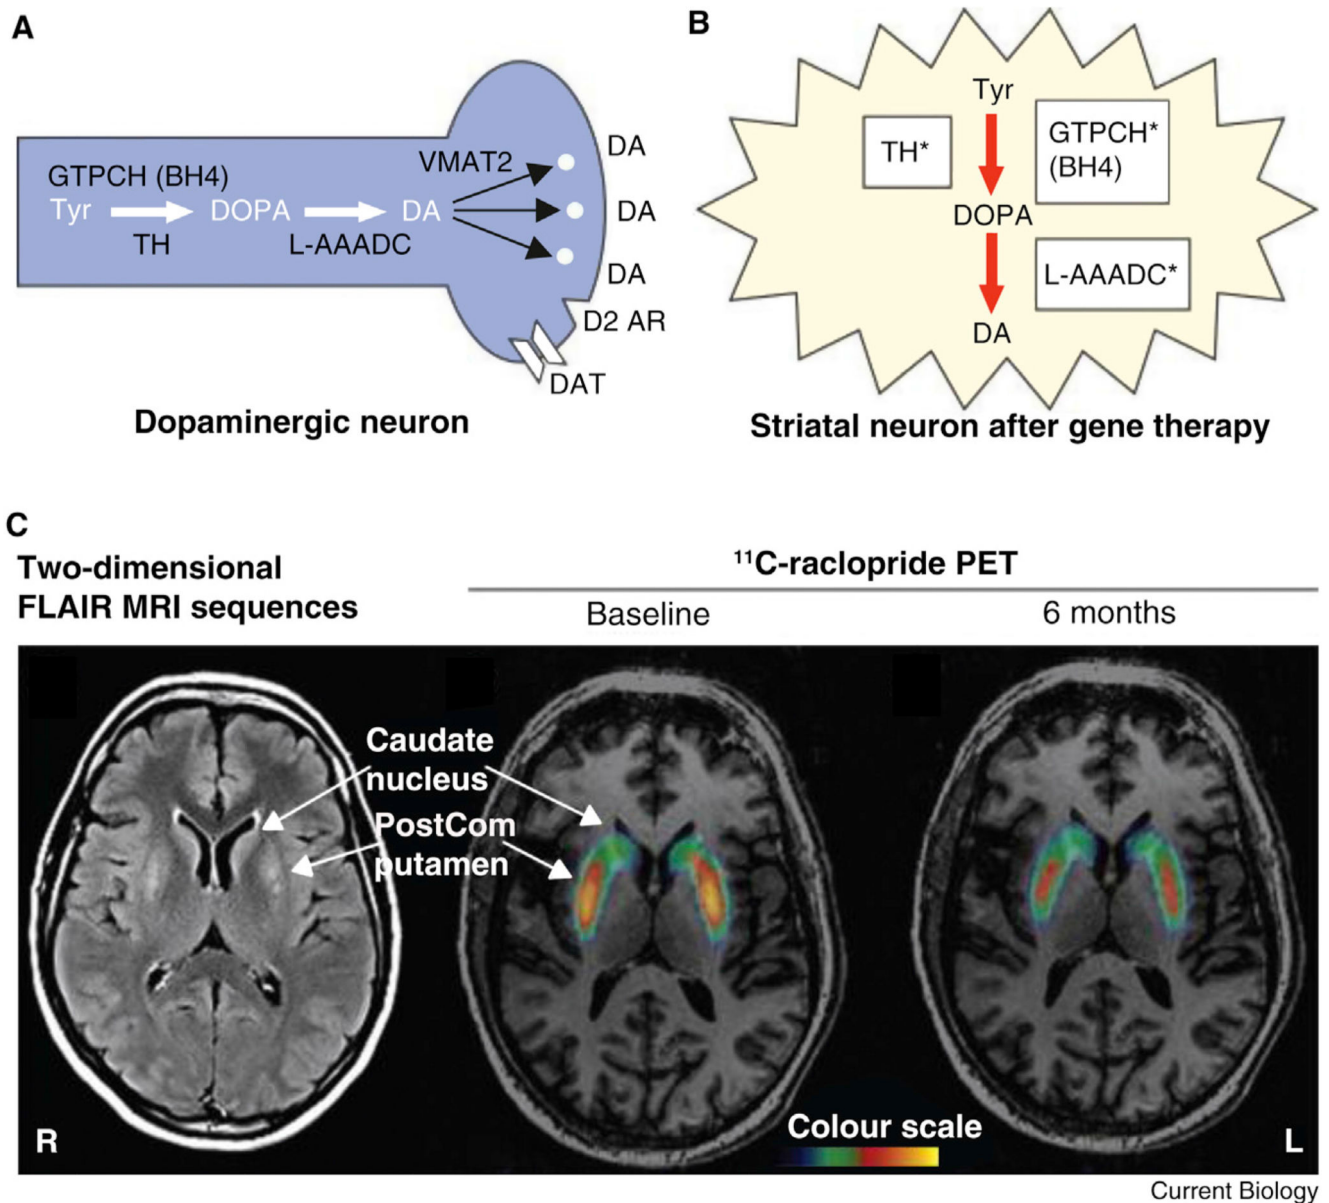 A
GTPCH (BH4)
Tyr DOPA DA
TH L-AAADC
VMAT2
DA
DA
DA
D2 AR
DAT
Dopaminergic neuron
B
Tyr
TH*
GTPCH*
(BH4)
DOPA
L-AAADC*
DA
Striatal neuron after gene therapy
C
Two-dimensional
FLAIR MRI sequences
¹¹C-raclopride PET
Baseline 6 months
Caudate
nucleus
PostCom
putamen
R
Colour scale
L
Current Biology